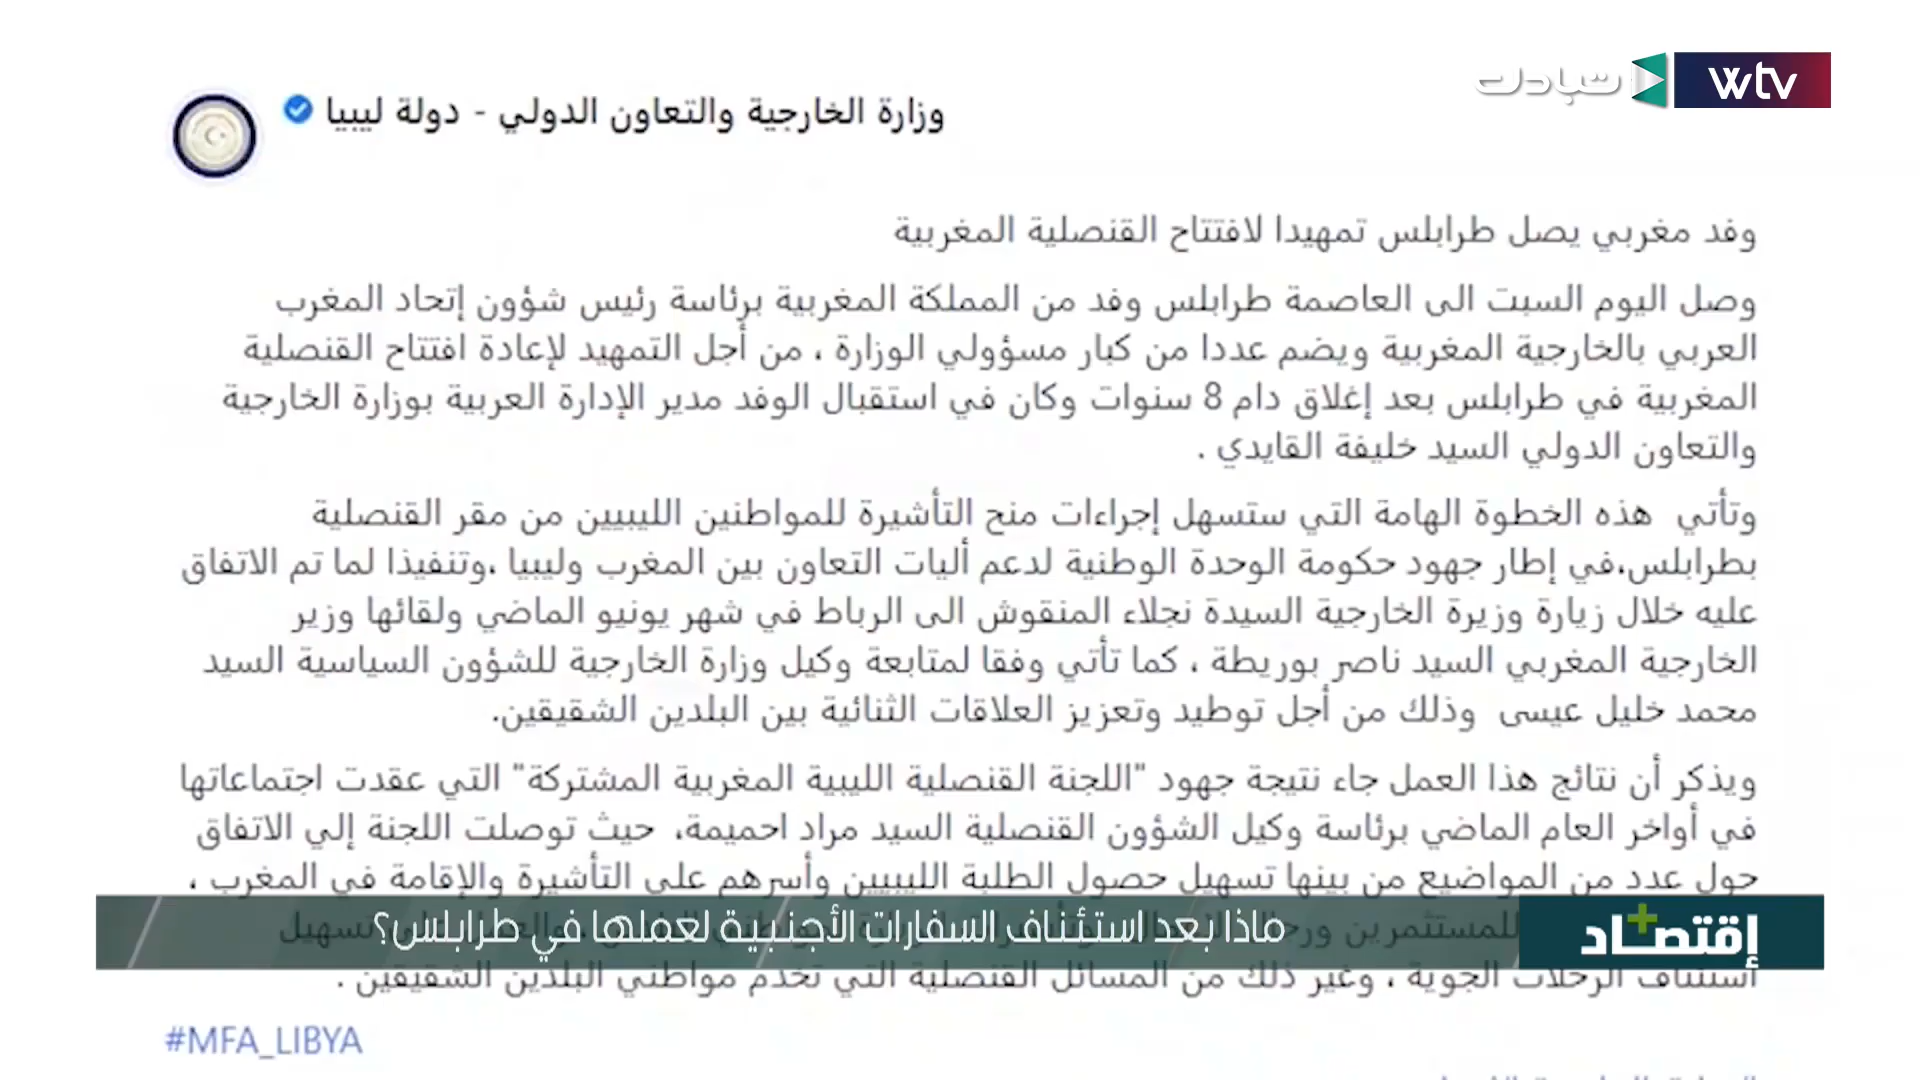 تبادل wtv
وزارة الخارجية والتعاون الدولي - دولة ليبيا
وفد مغربي يصل طرابلس تمهيدا لافتتاح القنصلية المغربية
وصل اليوم السبت الى العاصمة طرابلس وفد من المملكة المغربية برئاسة رئيس شؤون إتحاد المغرب
العربي بالخارجية المغربية ويضم عددا من كبار مسؤولي الوزارة ، من أجل التمهيد لإعادة افتتاح القنصلية
المغربية في طرابلس بعد إغلاق دام 8 سنوات وكان في استقبال الوفد مدير الإدارة العربية بوزارة الخارجية
والتعاون الدولي السيد خليفة القايدي .
وتأتي هذه الخطوة الهامة التي ستسهل إجراءات منح التأشيرة للمواطنين الليبيين من مقر القنصلية
بطرابلس،في إطار جهود حكومة الوحدة الوطنية لدعم أليات التعاون بين المغرب وليبيا ،وتنفيذا لما تم الاتفاق
عليه خلال زيارة وزيرة الخارجية السيدة نجلاء المنقوش الى الرباط في شهر يونيو الماضي ولقائها وزير
الخارجية المغربي السيد ناصر بوريطة ، كما تأتي وفقا لمتابعة وكيل وزارة الخارجية للشؤون السياسية السيد
محمد خليل عيسى وذلك من أجل توطيد وتعزيز العلاقات الثنائية بين البلدين الشقيقين.
ويذكر أن نتائج هذا العمل جاء نتيجة جهود "اللجنة القنصلية الليبية المغربية المشتركة" التي عقدت اجتماعاتها
في أواخر العام الماضي برئاسة وكيل الشؤون القنصلية السيد مراد احميمة، حيث توصلت اللجنة إلي الاتفاق
حول عدد من المواضيع من بينها تسهيل حصول الطلبة الليبيين وأسرهم على التأشيرة والإقامة في المغرب ،
للمستثمرين تسهيل
إقتصاد+
ماذا بعد استئناف السفارات الأجنبية لعملها في طرابلس؟
استئناف الرحلات الجوية ، وغير ذلك من المسائل القنصلية التي تخدم مواطني البلدين الشقيقين .
#MFA_LIBYA